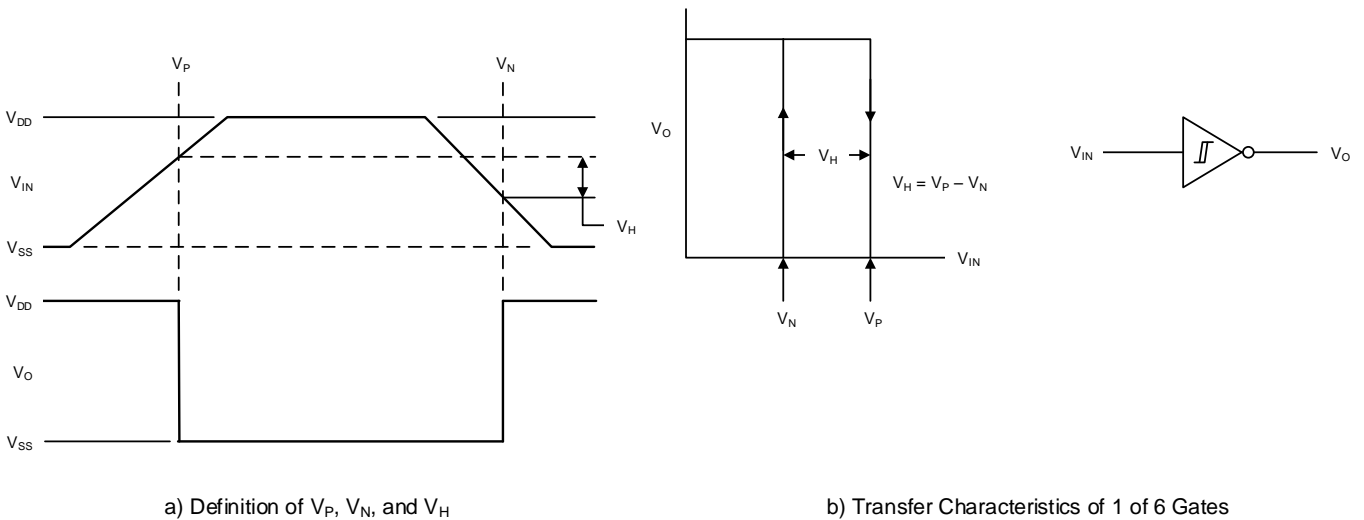 V_P
V_N
V_DD
V_IN
V_SS
V_H
V_DD
V_O
V_SS
a) Definition of V_P, V_N, and V_H
V_O
V_H
V_H = V_P – V_N
V_IN
V_N
V_P
V_IN
V_O
b) Transfer Characteristics of 1 of 6 Gates